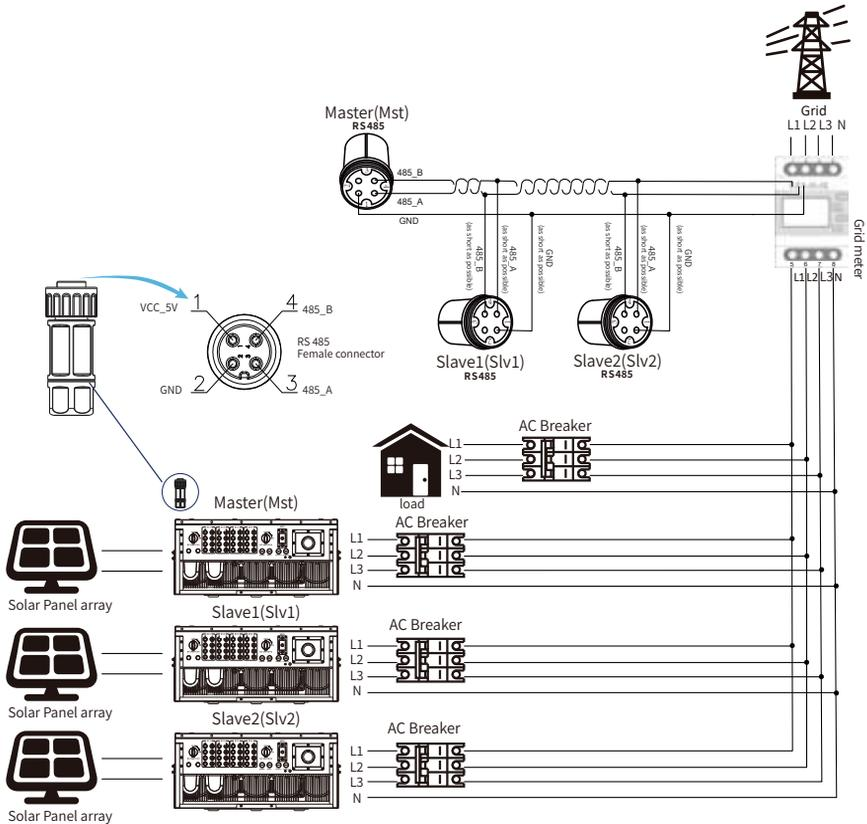 Grid
L1 L2 L3 N
Master(Mst)
RS485
485_B
485_A
GND
485_B
(as short as possible)
485_A
(as short as possible)
GND
(as short as possible)
485_B
(as short as possible)
485_A
(as short as possible)
GND
(as short as possible)
Grid meter
5 6 7 8
L1 L2 L3 N
Slave1(Slv1)
RS485
Slave2(Slv2)
RS485
VCC_5V
1
4
485_B
RS 485
Female connector
GND
2
3
485_A
AC Breaker
L1
L2
L3
N
load
Master(Mst)
AC Breaker
L1
L2
L3
N
Solar Panel array
Slave1(Slv1)
AC Breaker
L1
L2
L3
N
Solar Panel array
Slave2(Slv2)
AC Breaker
L1
L2
L3
N
Solar Panel array